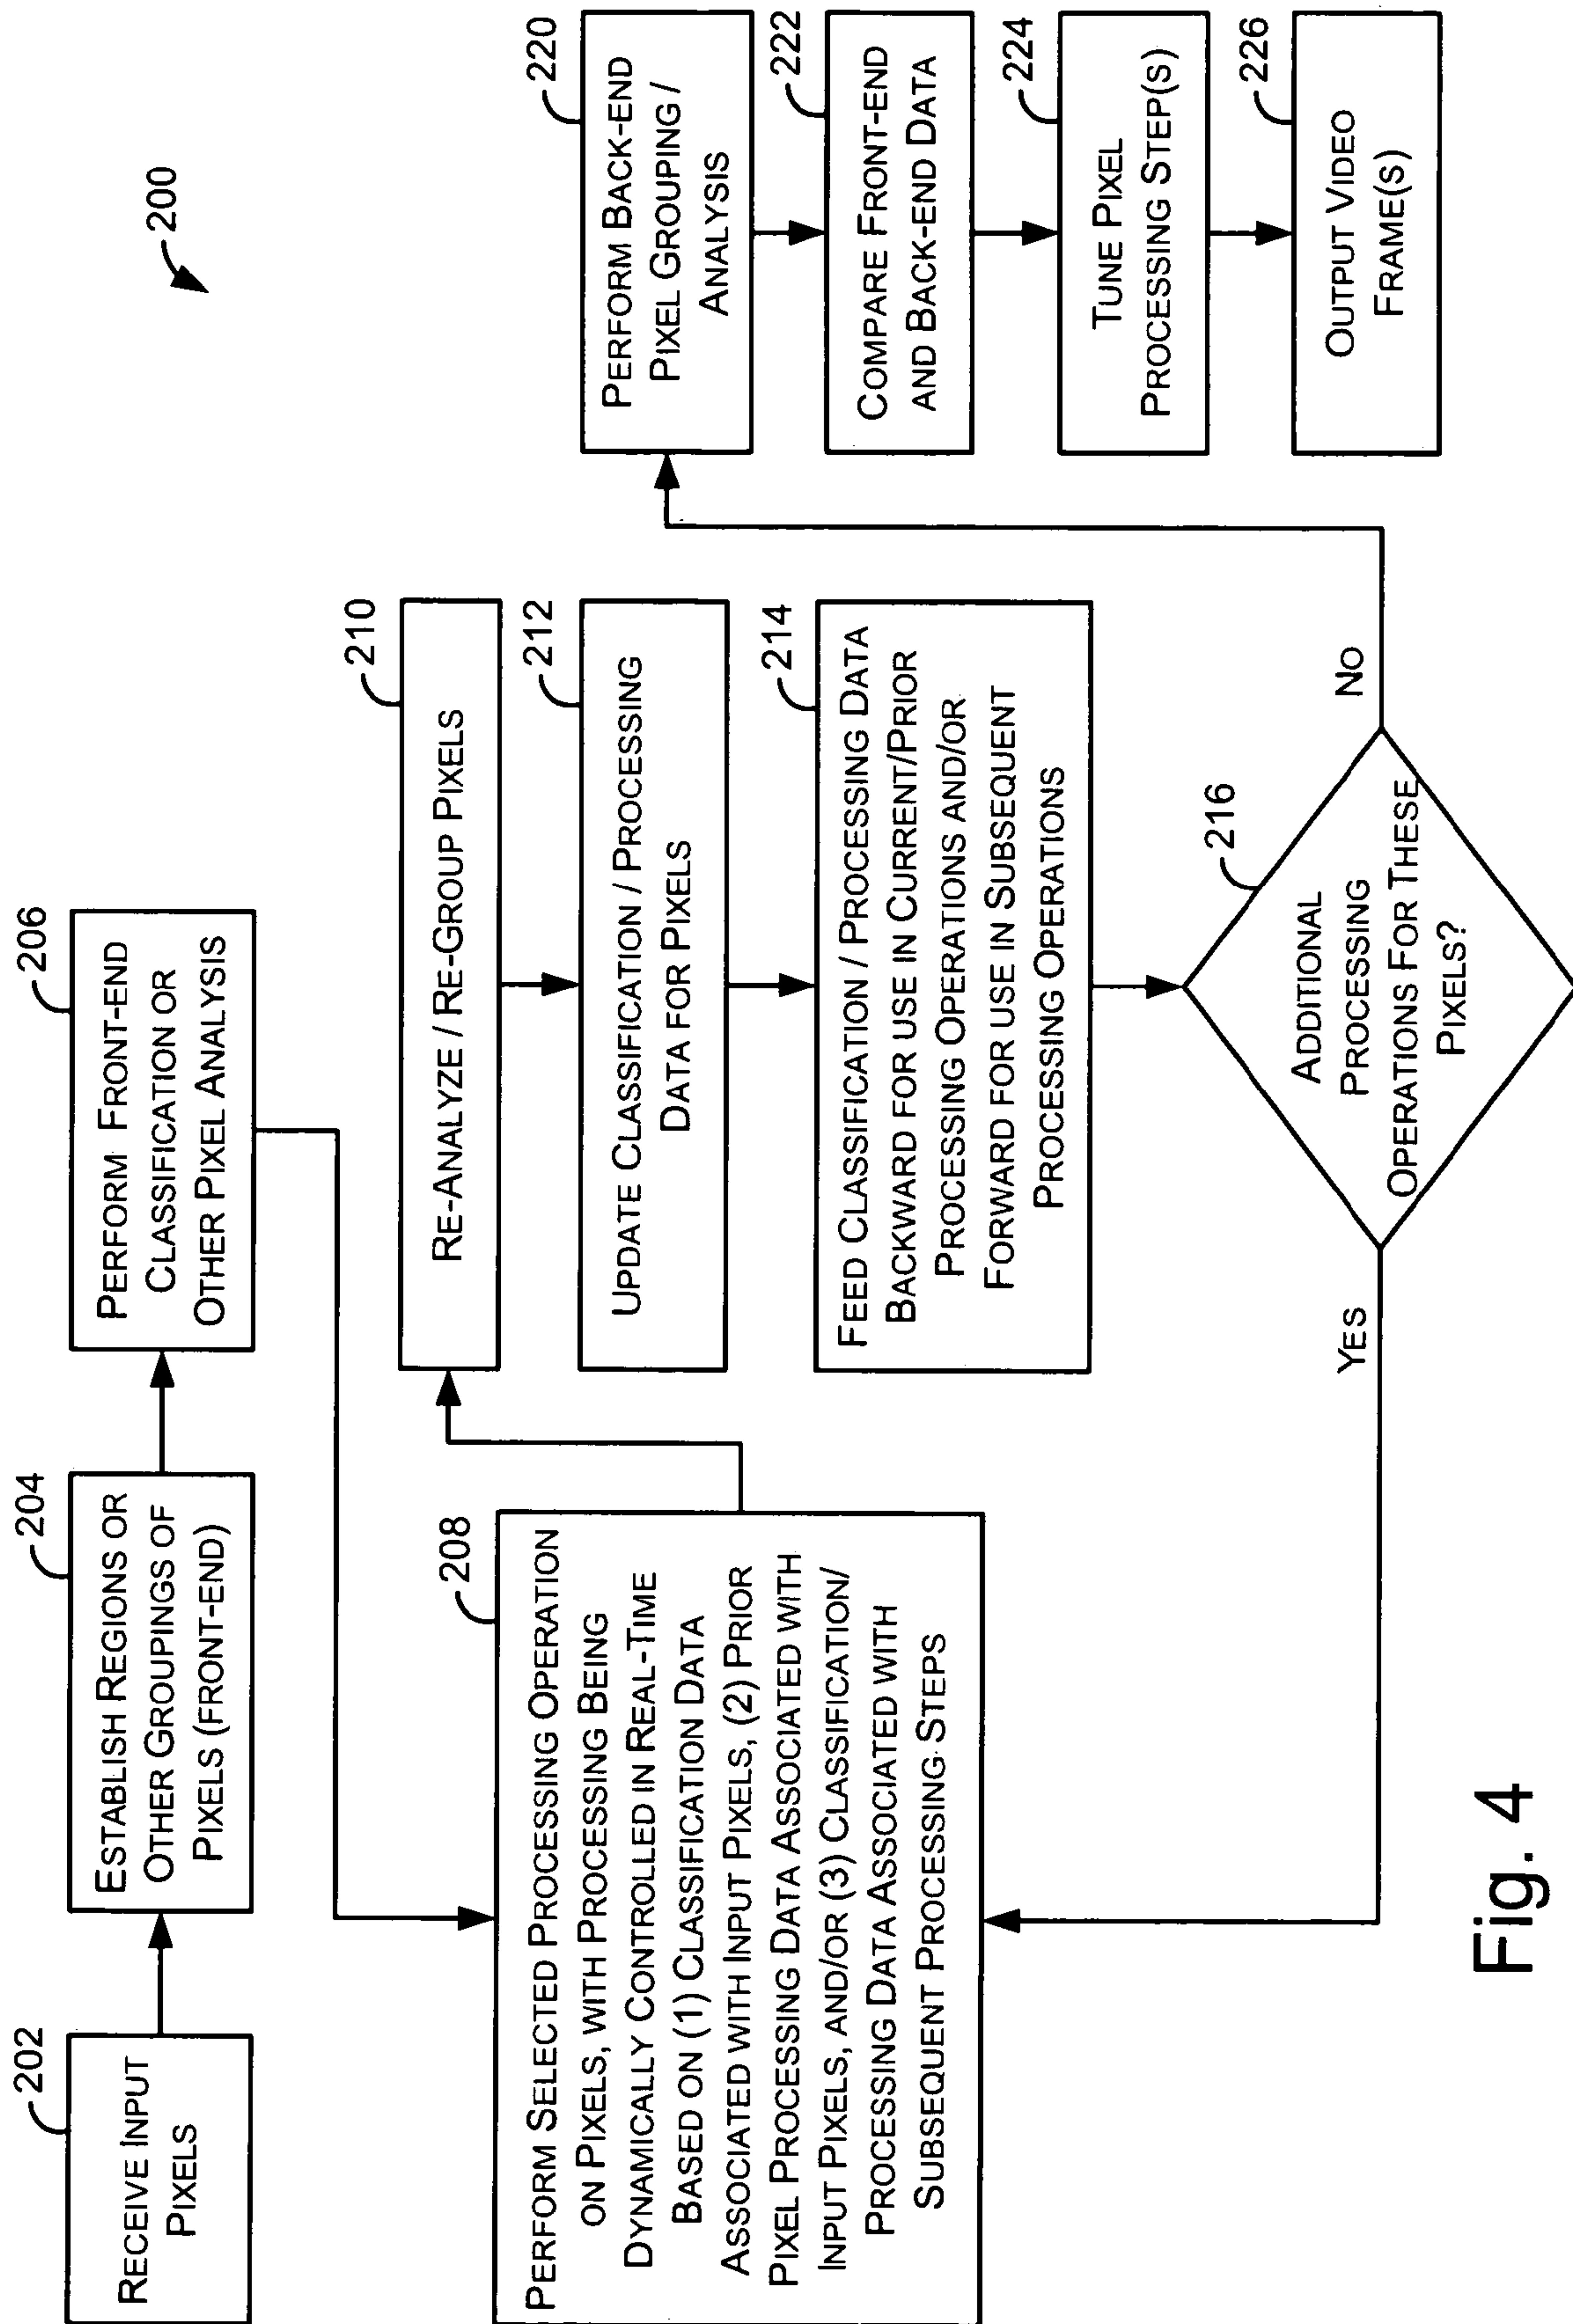 200
202
RECEIVE INPUT
PIXELS
204
ESTABLISH REGIONS OR
OTHER GROUPINGS OF
PIXELS (FRONT-END)
206
PERFORM FRONT-END
CLASSIFICATION OR
OTHER PIXEL ANALYSIS
208
PERFORM SELECTED PROCESSING OPERATION
ON PIXELS, WITH PROCESSING BEING
DYNAMICALLY CONTROLLED IN REAL-TIME
BASED ON (1) CLASSIFICATION DATA
ASSOCIATED WITH INPUT PIXELS, (2) PRIOR
PIXEL PROCESSING DATA ASSOCIATED WITH
INPUT PIXELS, AND/OR (3) CLASSIFICATION/
PROCESSING DATA ASSOCIATED WITH
SUBSEQUENT PROCESSING STEPS
210
RE-ANALYZE / RE-GROUP PIXELS
212
UPDATE CLASSIFICATION / PROCESSING
DATA FOR PIXELS
214
FEED CLASSIFICATION / PROCESSING DATA
BACKWARD FOR USE IN CURRENT/PRIOR
PROCESSING OPERATIONS AND/OR
FORWARD FOR USE IN SUBSEQUENT
PROCESSING OPERATIONS
216
ADDITIONAL
PROCESSING
OPERATIONS FOR THESE
PIXELS?
YES
NO
220
PERFORM BACK-END
PIXEL GROUPING /
ANALYSIS
222
COMPARE FRONT-END
AND BACK-END DATA
224
TUNE PIXEL
PROCESSING STEP(S)
226
OUTPUT VIDEO
FRAME(S)
Fig. 4